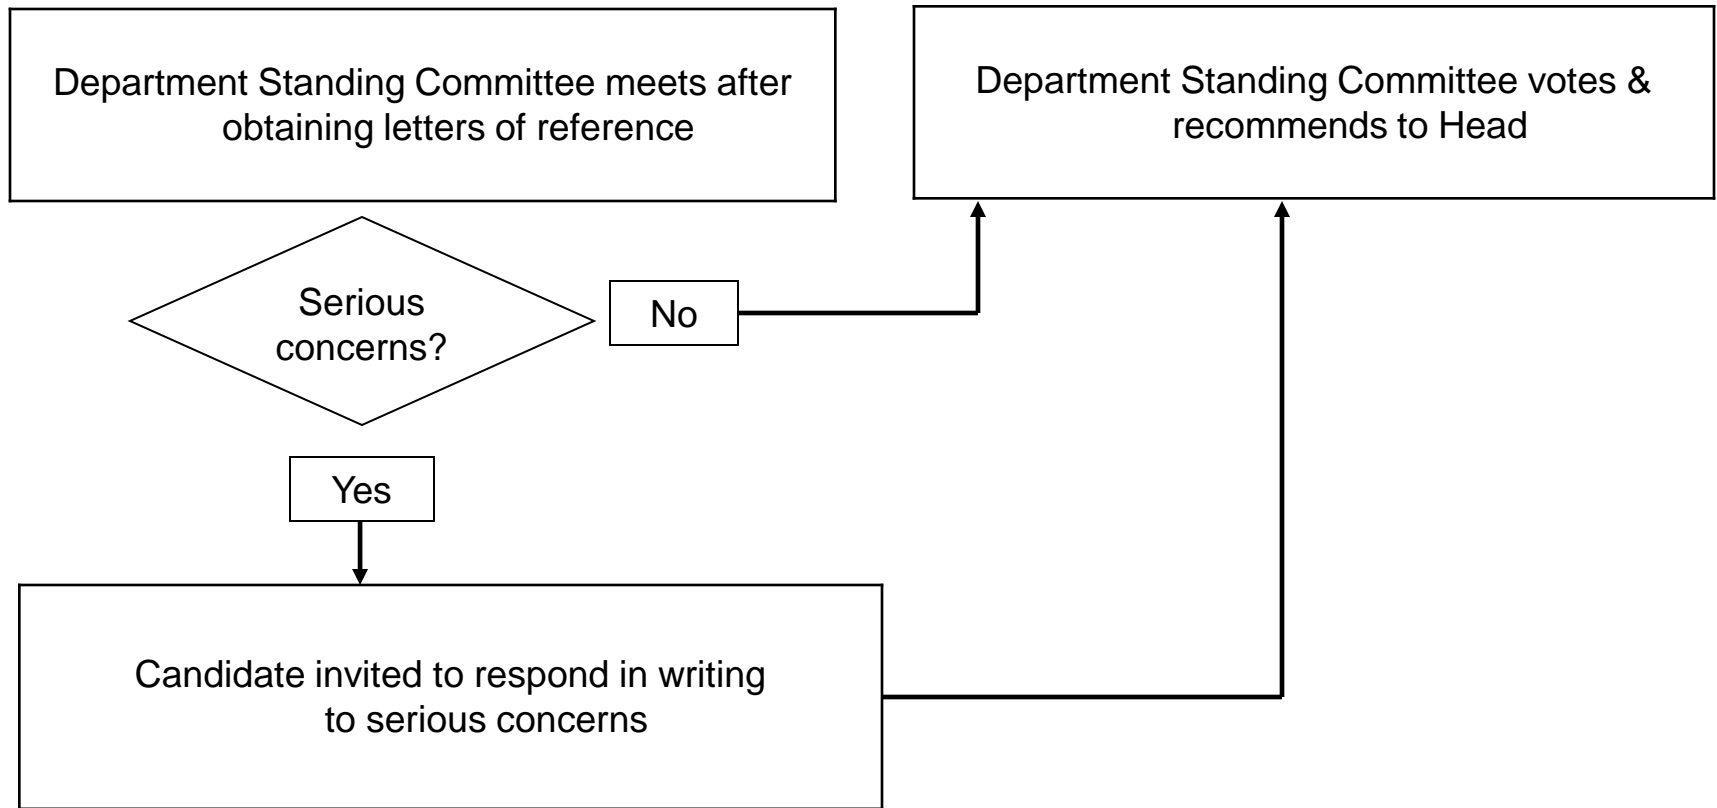 Department Standing Committee meets after
obtaining letters of reference
Department Standing Committee votes &
recommends to Head
Serious
concerns?
No
Yes
Candidate invited to respond in writing
to serious concerns